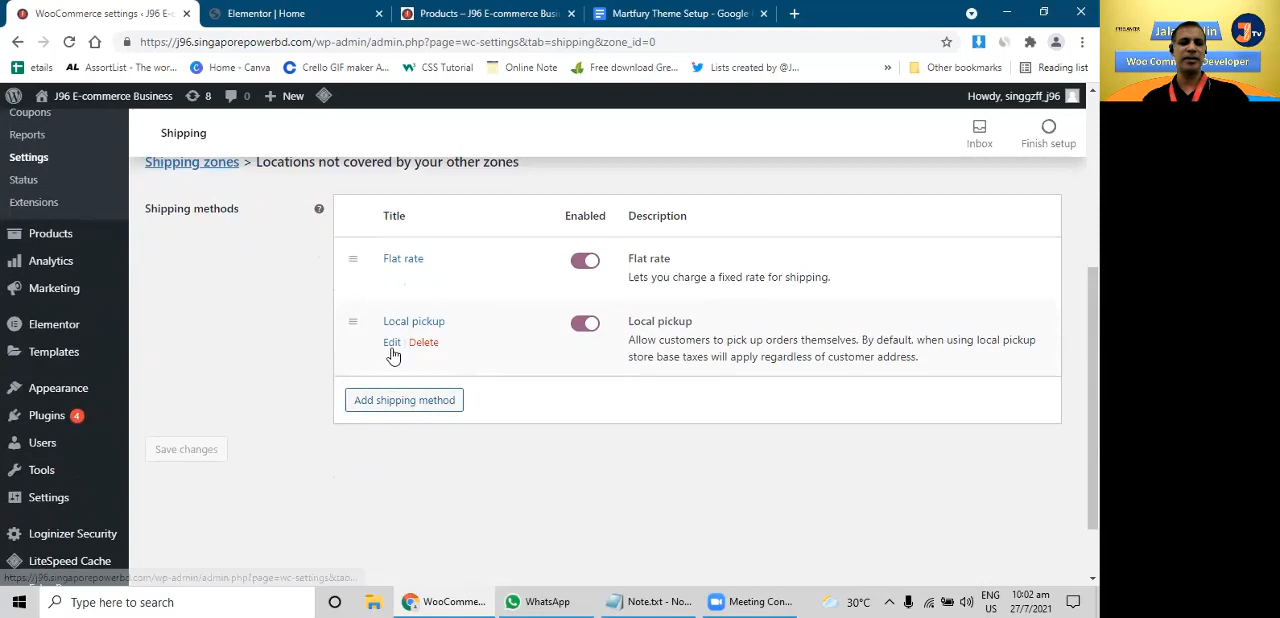 WooCommerce settings ‹ J96 E-c
Elementor | Home
Products – J96 E-commerce Busi
Martfury Theme Setup - Google
https://j96.singaporepowerbd.com/wp-admin/admin.php?page=wc-settings&tab=shipping&zone_id=0
etails
AL AssortList - The wor...
Home - Canva
Crello GIF maker A...
CSS Tutorial
Online Note
Free download Gre...
Lists created by @J...
»
Other bookmarks
Reading list
J96 E-commerce Business
8
0
New
Howdy, singgzff_j96
Coupons
Reports
Settings
Status
Extensions
Products
Analytics
Marketing
Elementor
Templates
Appearance
Plugins 4
Users
Tools
Settings
Loginizer Security
LiteSpeed Cache
Shipping
Inbox
Finish setup
Shipping zones > Locations not covered by your other zones
Shipping methods
Title
Enabled
Description
Flat rate
Flat rate
Lets you charge a fixed rate for shipping.
Local pickup
Edit | Delete
Local pickup
Allow customers to pick up orders themselves. By default, when using local pickup
store base taxes will apply regardless of customer address.
Add shipping method
Save changes
https://j96.singaporepowerbd.com/wp-admin/admin.php?page=wc-settings&tab...
Type here to search
WooComme...
WhatsApp
Note.txt - No...
Meeting Con...
30°C
ENG
US
10:02 am
27/7/2021